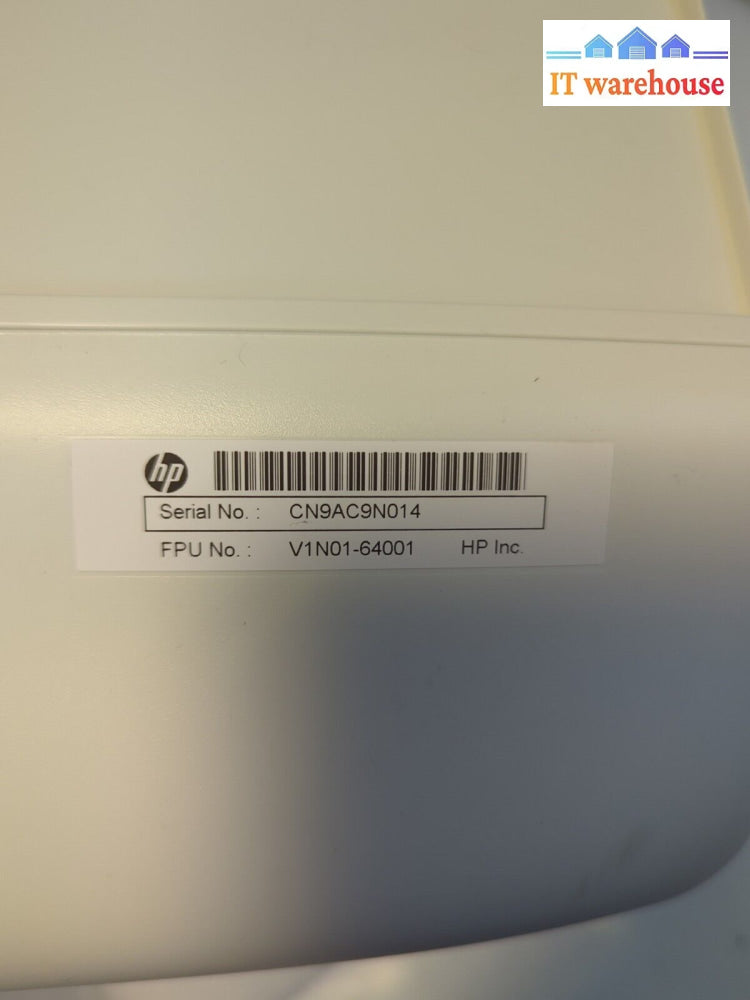 IT warehouse
hp
Serial No. : CN9AC9N014
FPU No. : V1N01-64001 HP Inc.